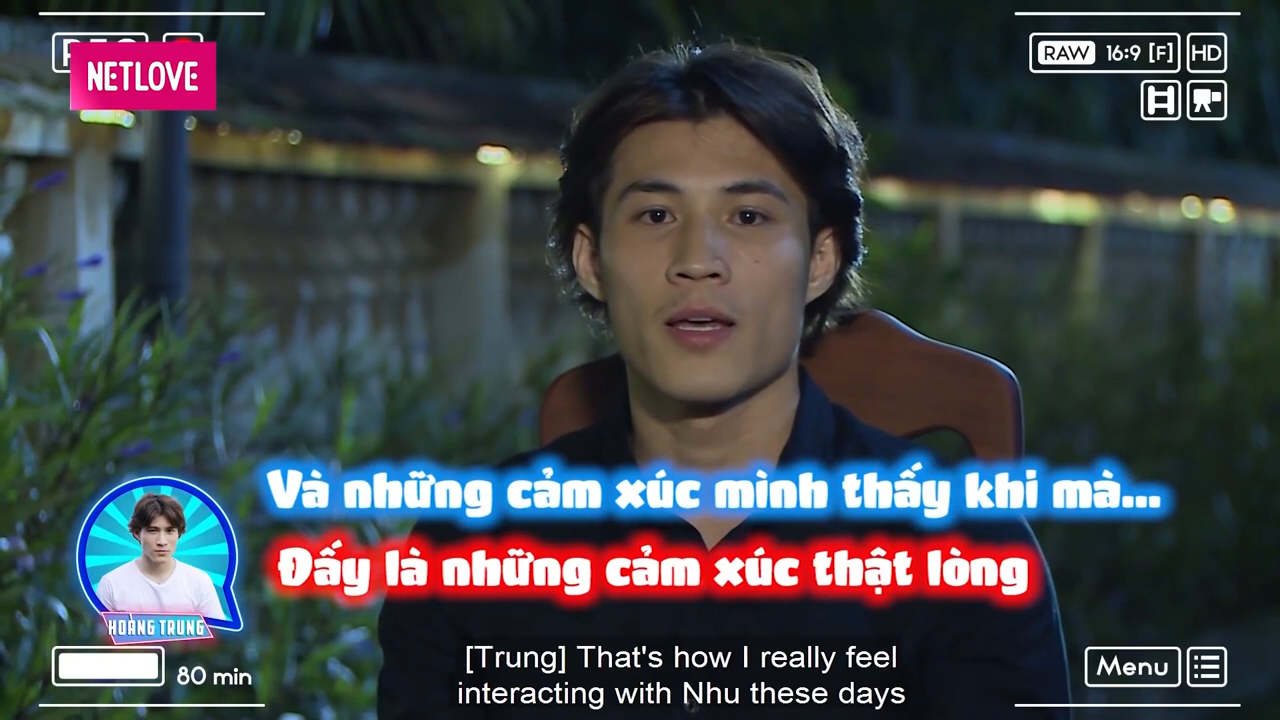 NETLOVE
RAW 16:9 [F] HD
Và những cảm xúc mình thấy khi mà...
Đấy là những cảm xúc thật lòng
HOÀNG TRUNG
80 min
[Trung] That's how I really feel
interacting with Nhu these days
Menu